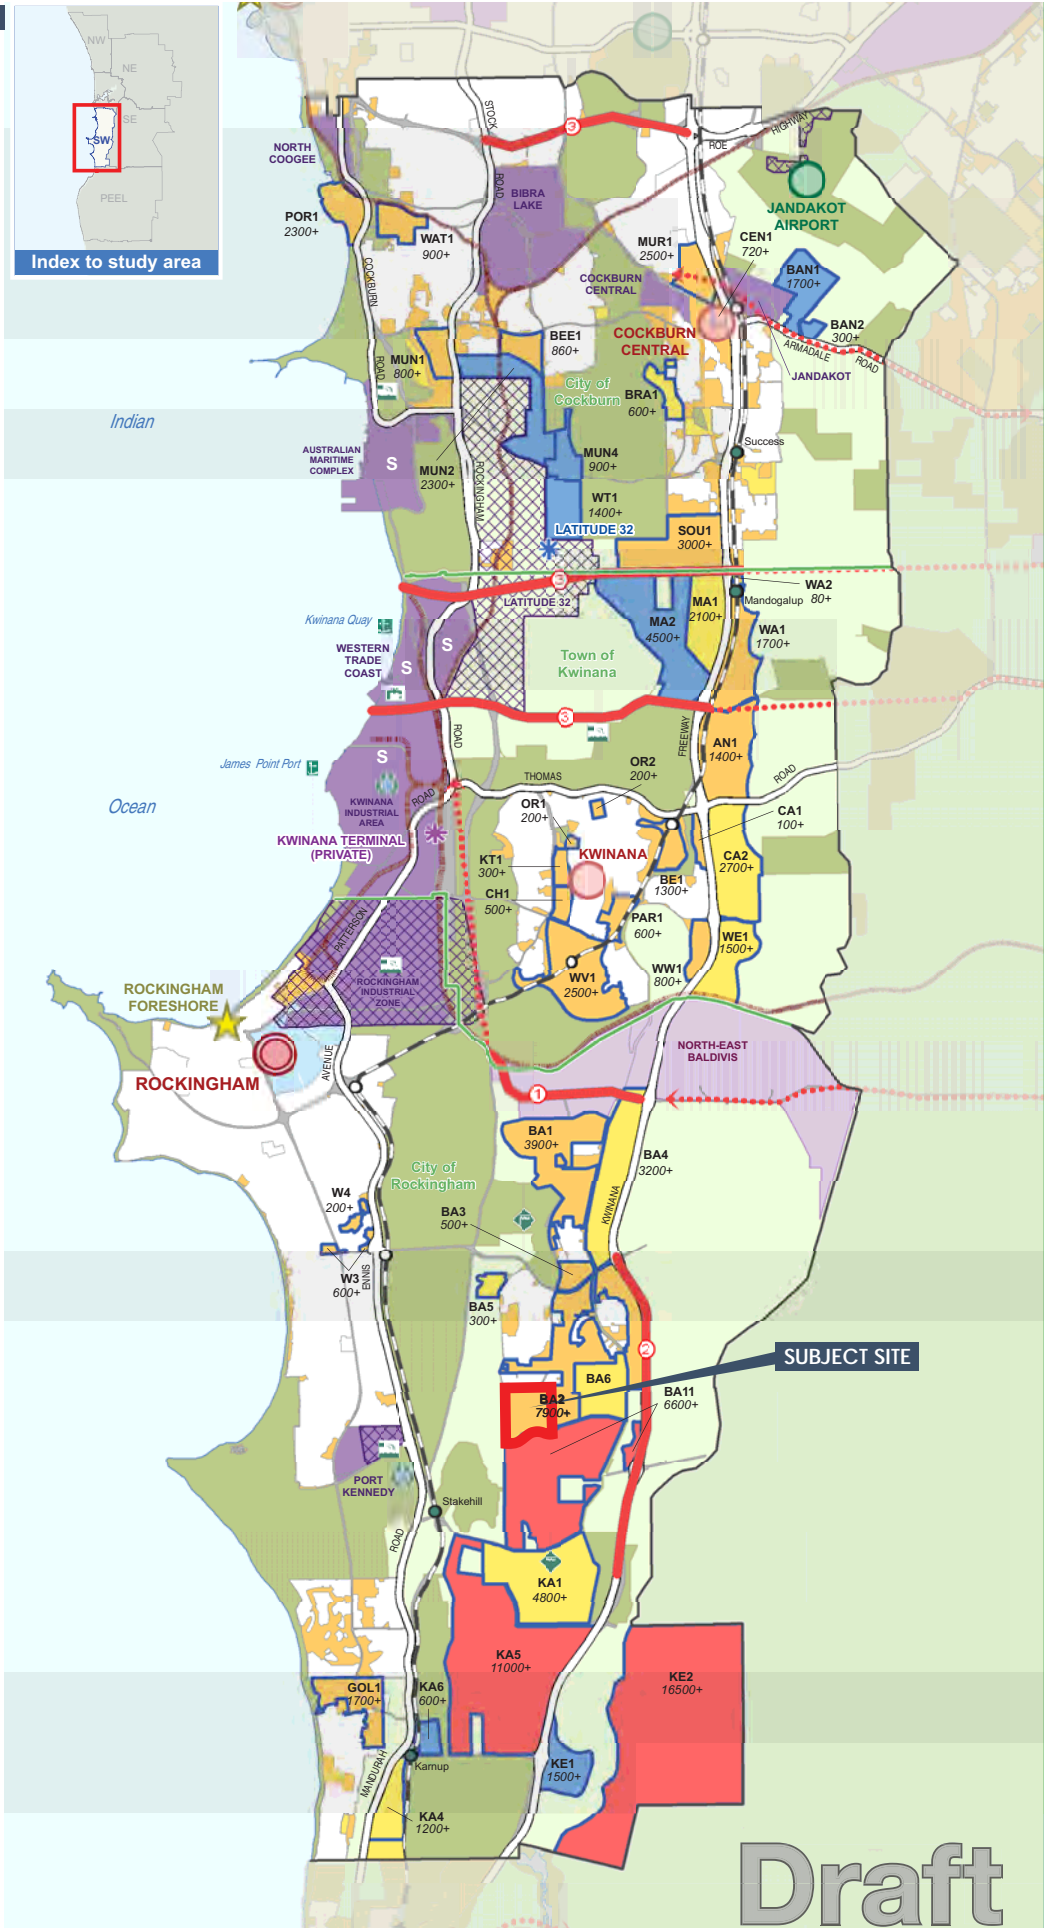 NW
NE
SE
SW
PEEL
Index to study area
STOCK
ROAD
3
ROE
HIGHWAY
NORTH
COOGEE
BIBRA
LAKE
JANDAKOT
AIRPORT
POR1
2300+
WAT1
900+
MUR1
2500+
CEN1
720+
COCKBURN
ROAD
COCKBURN
CENTRAL
BAN1
1700+
COCKBURN
CENTRAL
BAN2
300+
ARMADALE
ROAD
JANDAKOT
BEE1
860+
MUN1
800+
City of
Cockburn
BRA1
600+
Indian
Success
AUSTRALIAN
MARITIME
COMPLEX
S
MUN2
2300+
ROCKINGHAM
MUN4
900+
WT1
1400+
LATITUDE 32
SOU1
3000+
3
WA2
80+
Mandogalup
LATITUDE 32
MA1
2100+
MA2
4500+
WA1
1700+
Kwinana Quay
WESTERN
TRADE
COAST
S
S
Town of
Kwinana
3
ROAD
FREEWAY
AN1
1400+
S
James Point Port
OR2
200+
THOMAS
ROAD
Ocean
KWINANA
INDUSTRIAL
AREA
ROAD
OR1
200+
CA1
100+
KWINANA TERMINAL
(PRIVATE)
KWINANA
KT1
300+
CA2
2700+
BE1
1300+
CH1
500+
PAR1
600+
PATTERSON
WE1
1500+
WW1
800+
WV1
2500+
ROCKINGHAM
INDUSTRIAL
ZONE
ROCKINGHAM
FORESHORE
AVENUE
NORTH-EAST
BALDIVIS
ROCKINGHAM
1
BA1
3900+
BA4
3200+
City of
Rockingham
KWINANA
W4
200+
BA3
500+
W3
600+
ENNIS
BA5
300+
2
SUBJECT SITE
BA6
BA2
7900+
BA11
6600+
PORT
KENNEDY
Stakehill
ROAD
KA1
4800+
KA5
11000+
KE2
16500+
GOL1
1700+
KA6
600+
Karnup
MANDURAH
KE1
1500+
KA4
1200+
Draft